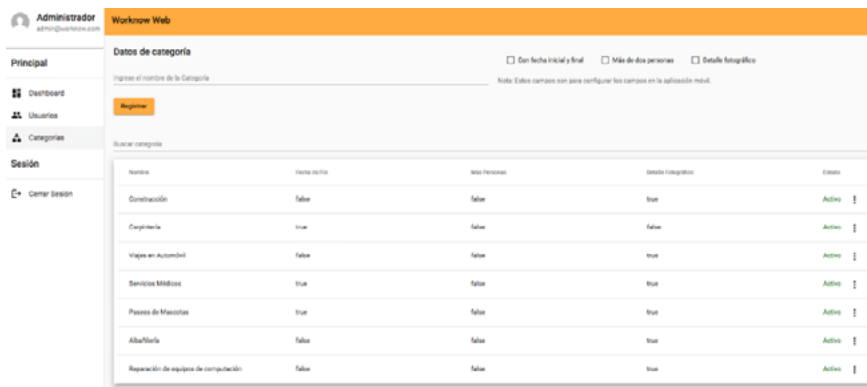 Administrador
admin@worknow.com
Principal
Dashboard
Usuarios
Categorías
Sesión
Cerrar Sesión
Worknow Web
Datos de categoría
Con fecha inicial y final Más de dos personas Detalle fotográfico
Ingrese el nombre de la Categoría
Nota: Estos campos son para configurar los campos en la aplicación móvil.
Registrar
Buscar categoría
Nombre Fecha Ini/Fin Más Personas Detalle Fotográfico Estado
Construcción false false true Activo
Carpintería true false false Activo
Viajes en Automóvil false false true Activo
Servicios Médicos true false true Activo
Paseos de Mascotas true false true Activo
Albañilería false false true Activo
Reparación de equipos de computación false false true Activo